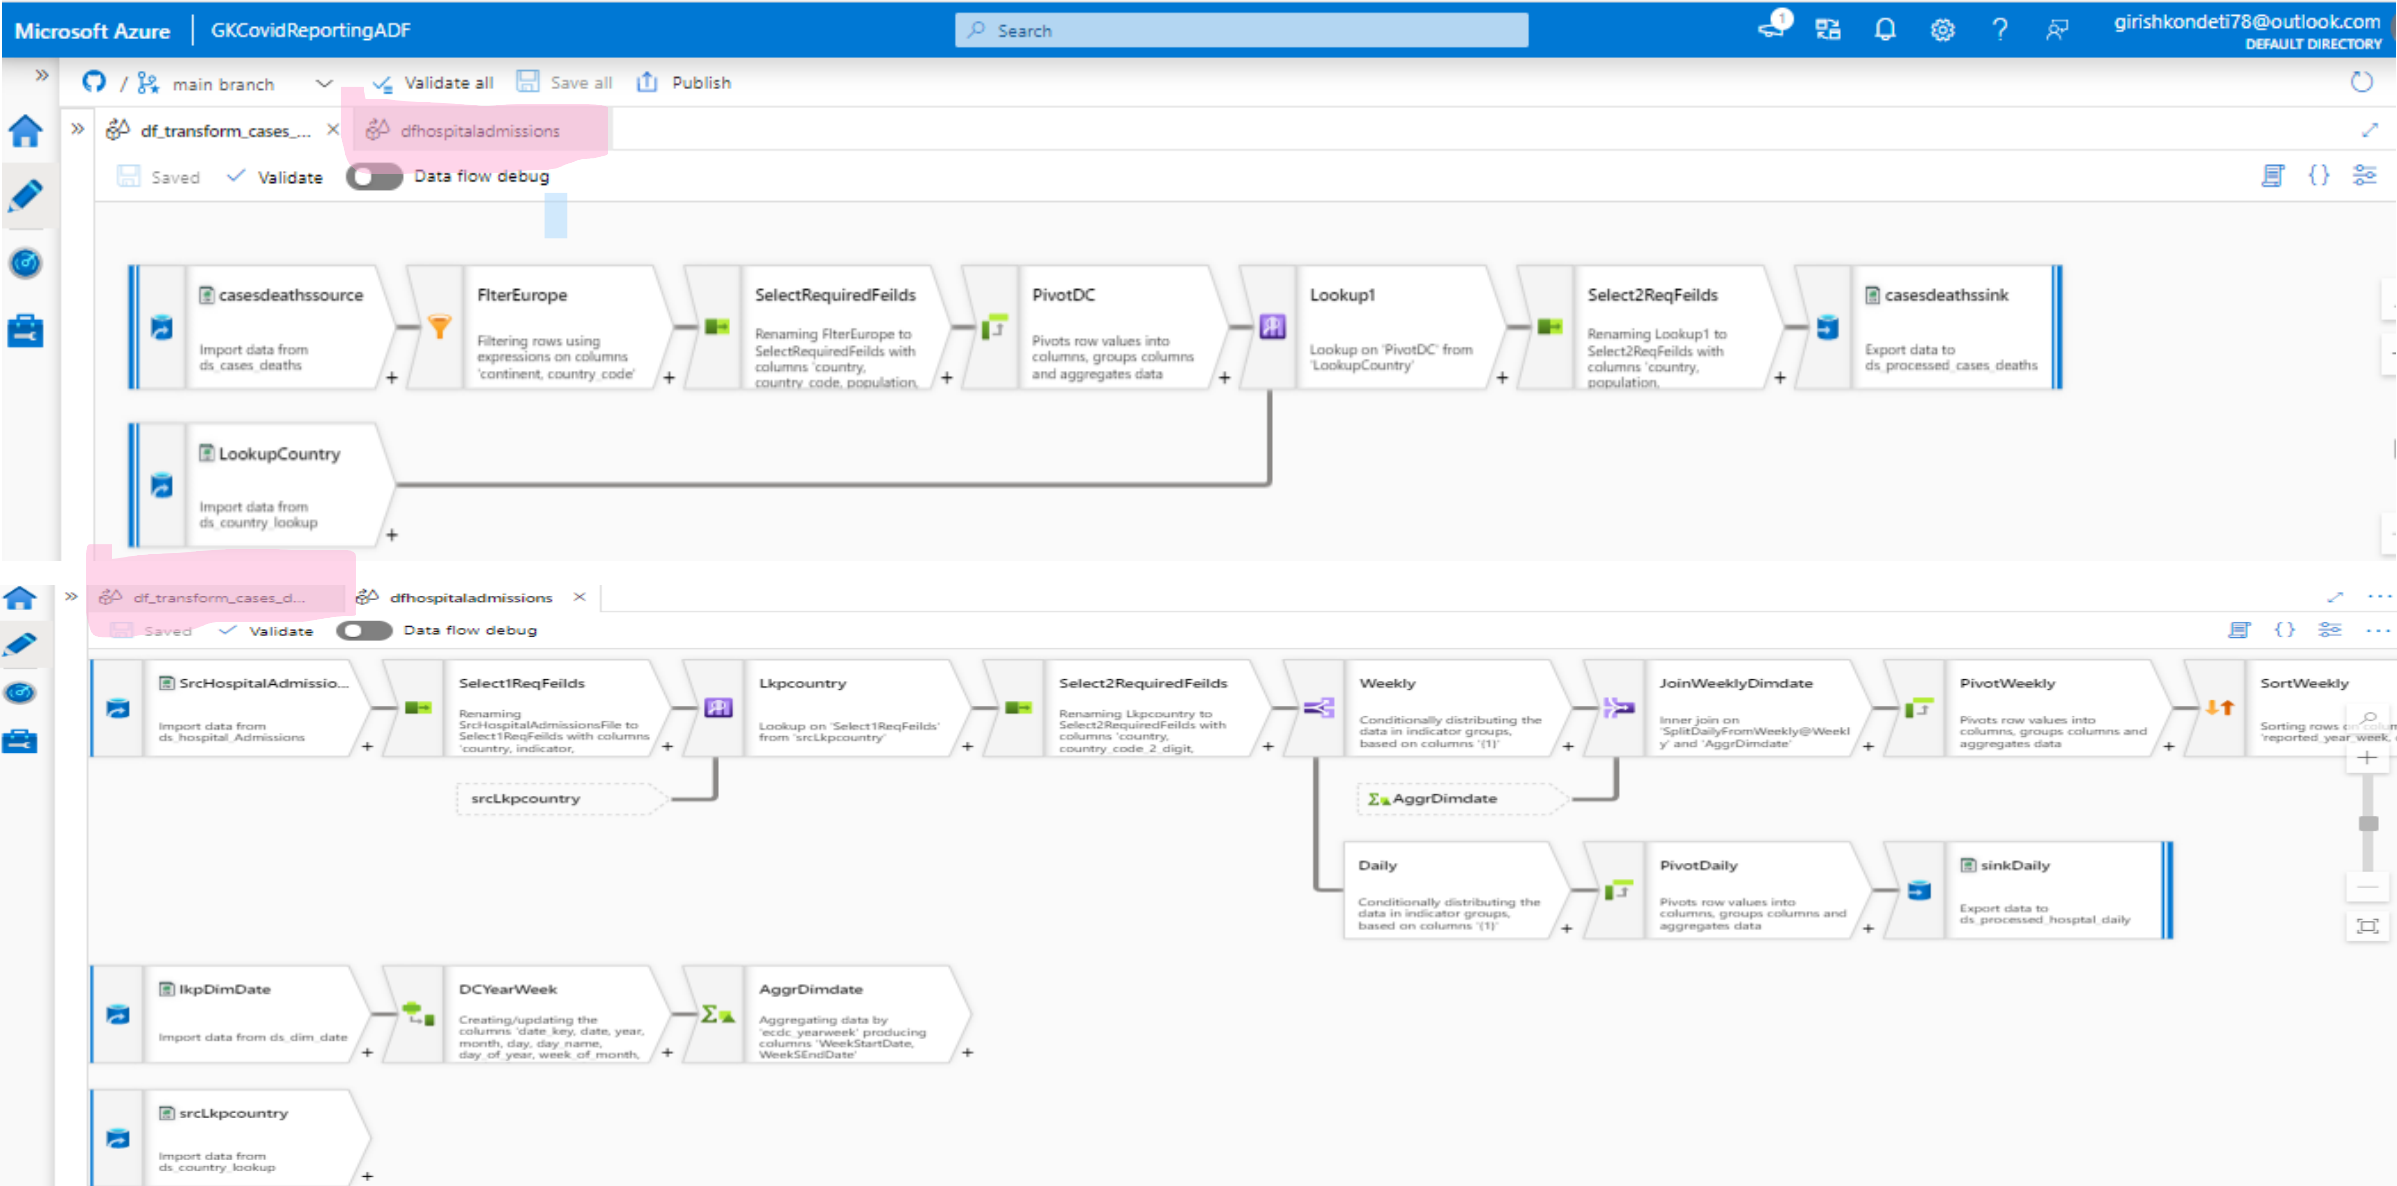 Microsoft Azure | GKCovidReportingADF
Search
1
girishkondeti78@outlook.com
DEFAULT DIRECTORY
» / main branch Validate all Save all Publish
» df_transform_cases_... × dfhospitaladmissions
Saved Validate Data flow debug {}
casesdeathssource
Import data from
ds_cases_deaths
+
FlterEurope
Filtering rows using
expressions on columns
'continent, country_code'
+
SelectRequiredFeilds
Renaming FlterEurope to
SelectRequiredFeilds with
columns 'country,
country_code, population,
+
PivotDC
Pivots row values into
columns, groups columns
and aggregates data
+
Lookup1
Lookup on 'PivotDC' from
'LookupCountry'
+
Select2ReqFeilds
Renaming Lookup1 to
Select2ReqFeilds with
columns 'country,
population,
+
casesdeathssink
Export data to
ds_processed_cases_deaths
LookupCountry
Import data from
ds_country_lookup
+
» df_transform_cases_d... dfhospitaladmissions × ...
Saved Validate Data flow debug {} ...
SrcHospitalAdmissio...
Import data from
ds_hospital_Admissions
+
Select1ReqFeilds
Renaming
SrcHospitalAdmissionsFile to
Select1ReqFeilds with columns
'country, indicator,
+
Lkpcountry
Lookup on 'Select1ReqFeilds'
from 'srcLkpcountry'
+
Select2RequiredFeilds
Renaming Lkpcountry to
Select2RequiredFeilds with
columns 'country,
country_code_2_digit,
+
Weekly
Conditionally distributing the
data in indicator groups,
based on columns '(1)'
+
JoinWeeklyDimdate
Inner join on
'SplitDailyFromWeekly@Weekl
y' and 'AggrDimdate'
+
PivotWeekly
Pivots row values into
columns, groups columns and
aggregates data
+
SortWeekly
Sorting rows on
'reported_year_week,
srcLkpcountry
AggrDimdate
Daily
Conditionally distributing the
data in indicator groups,
based on columns '(1)'
+
PivotDaily
Pivots row values into
columns, groups columns and
aggregates data
+
sinkDaily
Export data to
ds_processed_hosptal_daily
lkpDimDate
Import data from ds_dim_date
+
DCYearWeek
Creating/updating the
columns 'date_key, date, year,
month, day, day_name,
day_of_year, week_of_month,
+
AggrDimdate
Aggregating data by
'ecdc_yearweek' producing
columns 'WeekStartDate,
WeekSEndDate'
+
srcLkpcountry
Import data from
ds_country_lookup
+